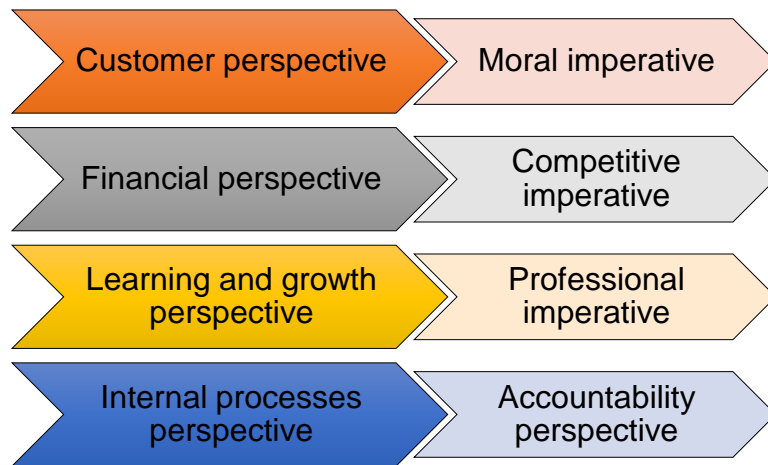 Customer perspective
Moral imperative
Financial perspective
Competitive
imperative
Learning and growth
perspective
Professional
imperative
Internal processes
perspective
Accountability
perspective